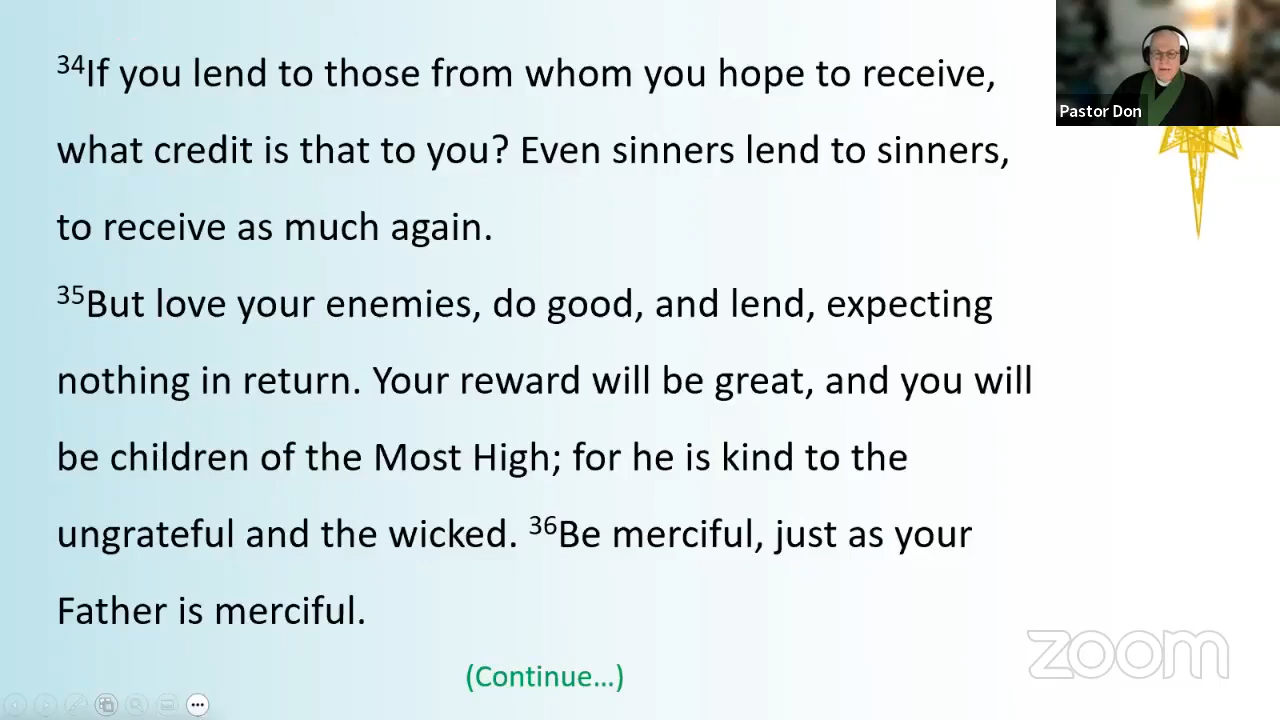 ³⁴If you lend to those from whom you hope to receive,
what credit is that to you? Even sinners lend to sinners,
to receive as much again.
³⁵But love your enemies, do good, and lend, expecting
nothing in return. Your reward will be great, and you will
be children of the Most High; for he is kind to the
ungrateful and the wicked. ³⁶Be merciful, just as your
Father is merciful.
(Continue...)
Pastor Don
zoom